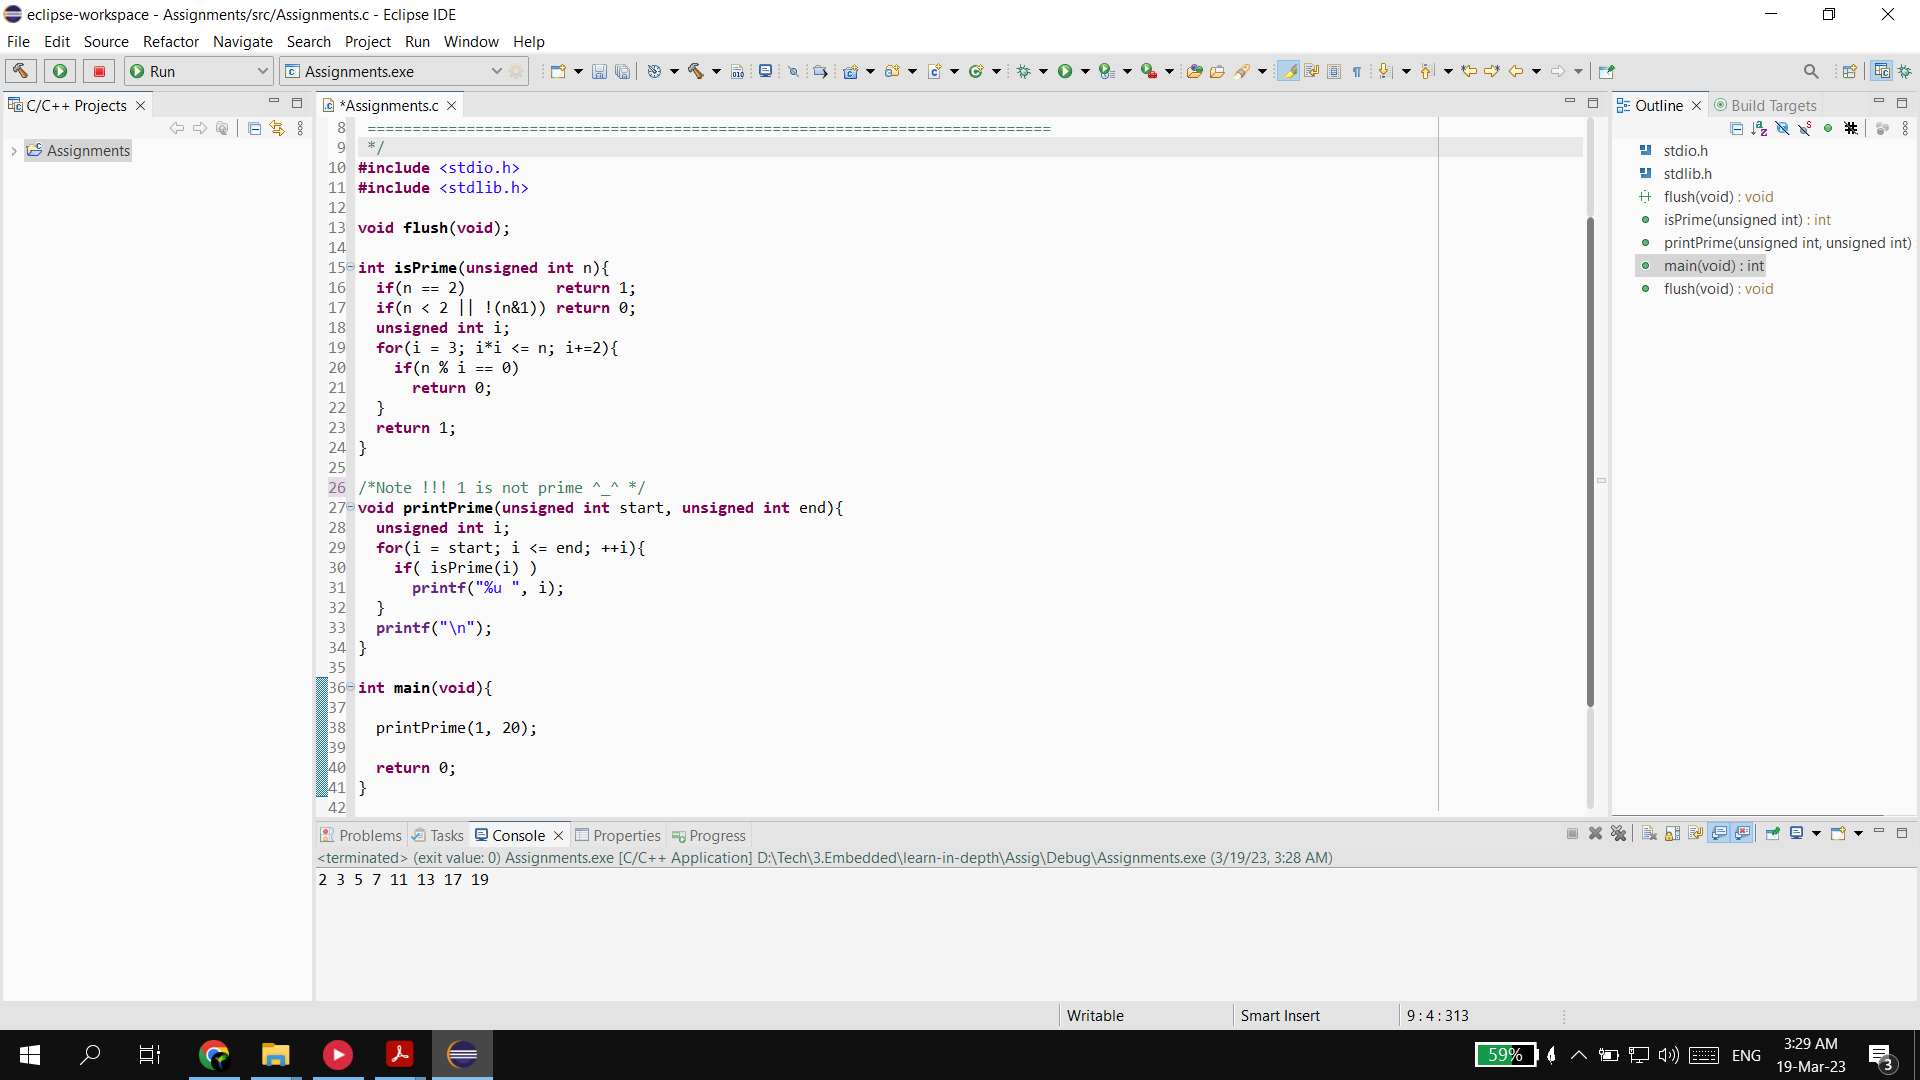 eclipse-workspace - Assignments/src/Assignments.c - Eclipse IDE
File Edit Source Refactor Navigate Search Project Run Window Help
Run
Assignments.exe
C/C++ Projects
*Assignments.c
Outline
Build Targets
Assignments
8 ============================================================================
9 */
10 #include <stdio.h>
11 #include <stdlib.h>
12
13 void flush(void);
14
15 int isPrime(unsigned int n){
16 if(n == 2) return 1;
17 if(n < 2 || !(n&1)) return 0;
18 unsigned int i;
19 for(i = 3; i*i <= n; i+=2){
20 if(n % i == 0)
21 return 0;
22 }
23 return 1;
24 }
25
26 /*Note !!! 1 is not prime ^_^ */
27 void printPrime(unsigned int start, unsigned int end){
28 unsigned int i;
29 for(i = start; i <= end; ++i){
30 if( isPrime(i) )
31 printf("%u ", i);
32 }
33 printf("\n");
34 }
35
36 int main(void){
37
38 printPrime(1, 20);
39
40 return 0;
41 }
42
stdio.h
stdlib.h
flush(void) : void
isPrime(unsigned int) : int
printPrime(unsigned int, unsigned int)
main(void) : int
flush(void) : void
Problems Tasks Console Properties Progress
<terminated> (exit value: 0) Assignments.exe [C/C++ Application] D:\Tech\3.Embedded\learn-in-depth\Assig\Debug\Assignments.exe (3/19/23, 3:28 AM)
2 3 5 7 11 13 17 19
Writable
Smart Insert
9 : 4 : 313
59%
ENG
3:29 AM
19-Mar-23
3